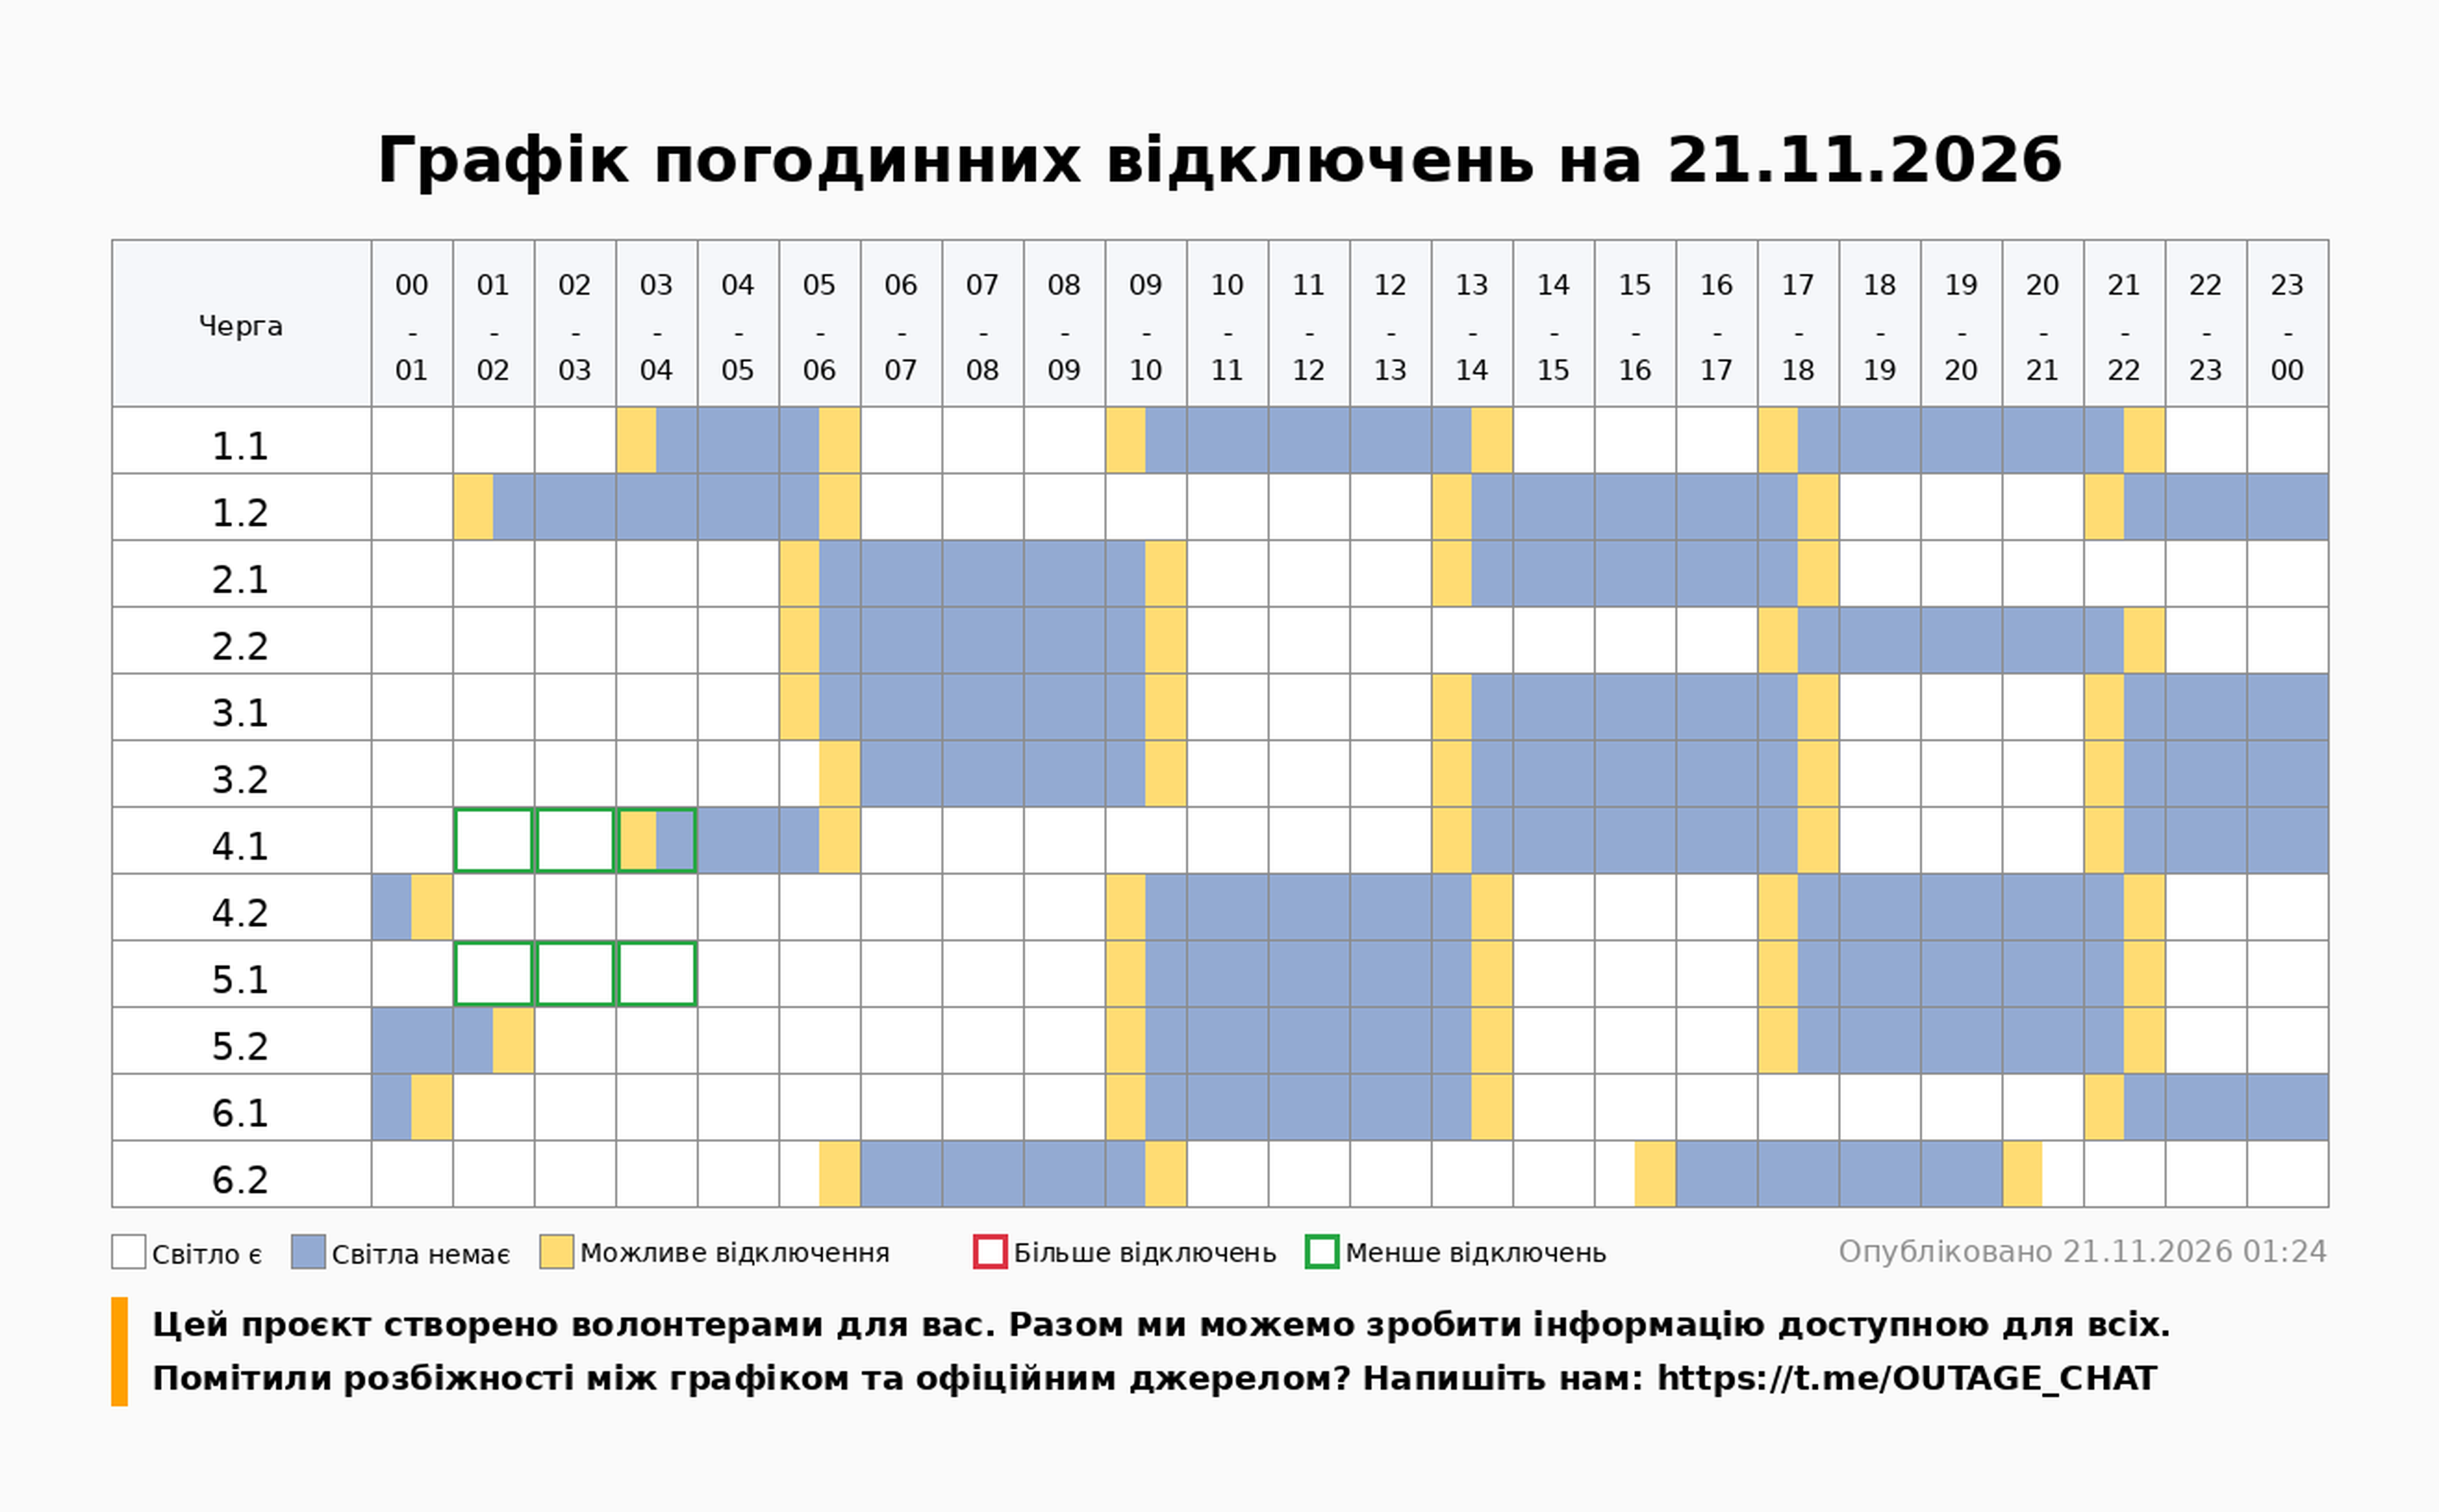 Графік погодинних відключень на 21.11.2026
Черга
00 - 01
01 - 02
02 - 03
03 - 04
04 - 05
05 - 06
06 - 07
07 - 08
08 - 09
09 - 10
10 - 11
11 - 12
12 - 13
13 - 14
14 - 15
15 - 16
16 - 17
17 - 18
18 - 19
19 - 20
20 - 21
21 - 22
22 - 23
23 - 00
1.1
1.2
2.1
2.2
3.1
3.2
4.1
4.2
5.1
5.2
6.1
6.2
Світло є
Світла немає
Можливе відключення
Більше відключень
Менше відключень
Опубліковано 21.11.2026 01:24
Цей проєкт створено волонтерами для вас. Разом ми можемо зробити інформацію доступною для всіх.
Помітили розбіжності між графіком та офіційним джерелом? Напишіть нам: https://t.me/OUTAGE_CHAT